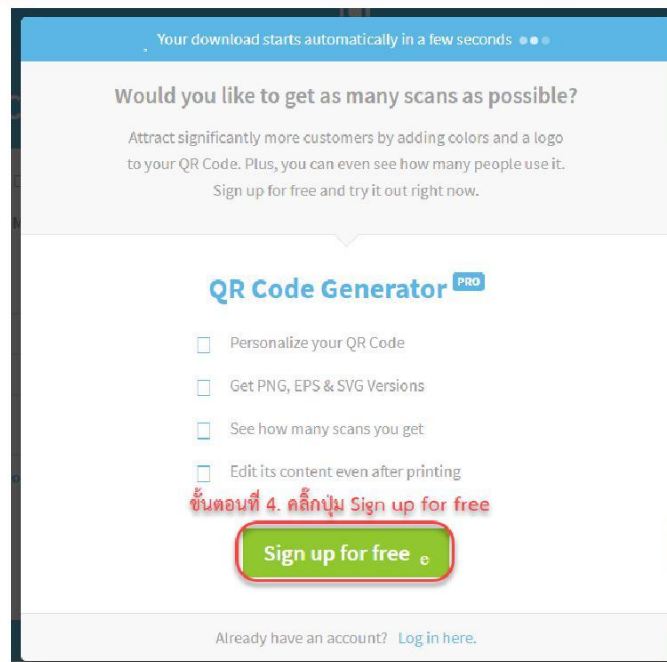 Your download starts automatically in a few seconds
Would you like to get as many scans as possible?
Attract significantly more customers by adding colors and a logo
to your QR Code. Plus, you can even see how many people use it.
Sign up for free and try it out right now.
QR Code Generator PRO
Personalize your QR Code
Get PNG, EPS & SVG Versions
See how many scans you get
Edit its content even after printing
ขั้นตอนที่ 4. คลิ๊กปุ่ม Sign up for free
Sign up for free e
Already have an account? Log in here.